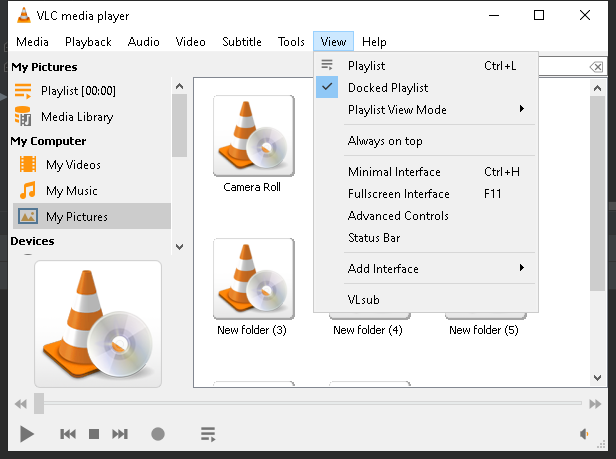 VLC media player
Media Playback Audio Video Subtitle Tools View Help
My Pictures
Playlist [00:00]
Media Library
My Computer
My Videos
My Music
My Pictures
Devices
Playlist Ctrl+L
Docked Playlist
Playlist View Mode
Always on top
Minimal Interface Ctrl+H
Fullscreen Interface F11
Advanced Controls
Status Bar
Add Interface
VLsub
Camera Roll
New folder (3) New folder (4) New folder (5)